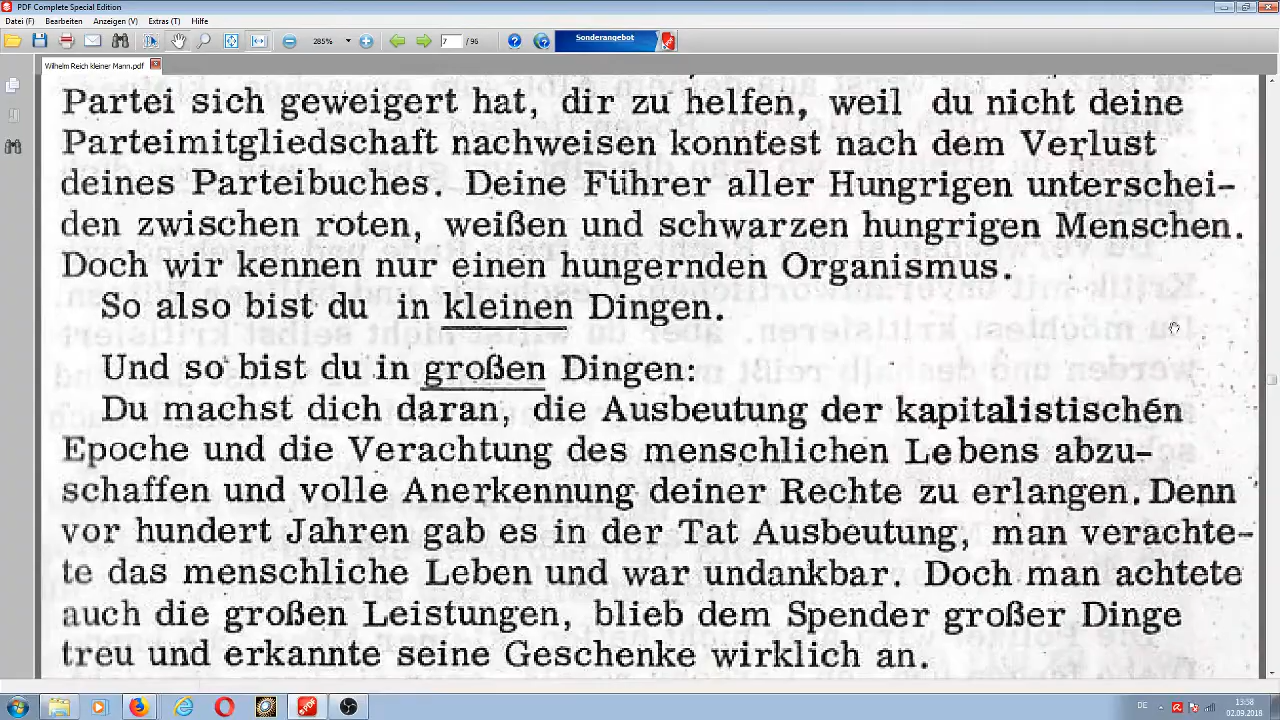 PDF Complete Special Edition
Datei (F) Bearbeiten Anzeigen (V) Extras (T) Hilfe
285% 7 / 95 Sonderangebot
Wilhelm Reich kleiner Mann.pdf
Partei sich geweigert hat, dir zu helfen, weil du nicht deine
Parteimitgliedschaft nachweisen konntest nach dem Verlust
deines Parteibuches. Deine Führer aller Hungrigen unterschei-
den zwischen roten, weißen und schwarzen hungrigen Menschen.
Doch wir kennen nur einen hungernden Organismus.
So also bist du in kleinen Dingen.
Und so bist du in großen Dingen:
Du machst dich daran, die Ausbeutung der kapitalistischen
Epoche und die Verachtung des menschlichen Lebens abzu-
schaffen und volle Anerkennung deiner Rechte zu erlangen. Denn
vor hundert Jahren gab es in der Tat Ausbeutung, man verachte-
te das menschliche Leben und war undankbar. Doch man achtete
auch die großen Leistungen, blieb dem Spender großer Dinge
treu und erkannte seine Geschenke wirklich an.
DE 13:58
02.09.2018